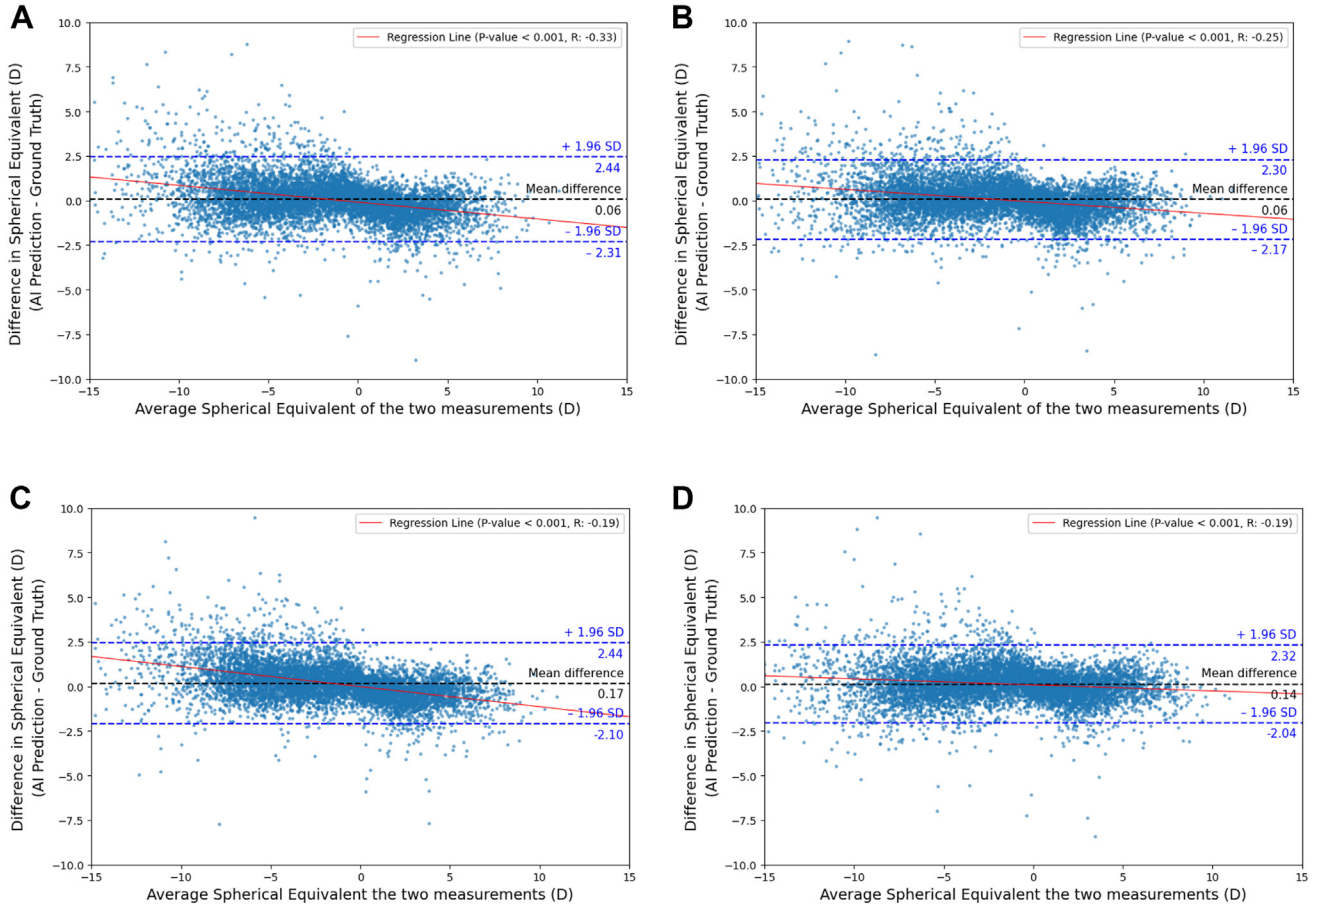 A
Difference in Spherical Equivalent (D)
(AI Prediction - Ground Truth)
10.0
7.5
5.0
2.5
0.0
−2.5
−5.0
−7.5
−10.0
Regression Line (P-value < 0.001, R: -0.33)
+ 1.96 SD
2.44
Mean difference
0.06
– 1.96 SD
– 2.31
−15 −10 −5 0 5 10 15
Average Spherical Equivalent of the two measurements (D)
B
Difference in Spherical Equivalent (D)
(AI Prediction - Ground Truth)
10.0
7.5
5.0
2.5
0.0
−2.5
−5.0
−7.5
−10.0
Regression Line (P-value < 0.001, R: -0.25)
+ 1.96 SD
2.30
Mean difference
0.06
– 1.96 SD
– 2.17
−15 −10 −5 0 5 10 15
Average Spherical Equivalent of the two measurements (D)
C
Difference in Spherical Equivalent (D)
(AI Prediction - Ground Truth)
10.0
7.5
5.0
2.5
0.0
−2.5
−5.0
−7.5
−10.0
Regression Line (P-value < 0.001, R: -0.19)
+ 1.96 SD
2.44
Mean difference
0.17
– 1.96 SD
-2.10
−15 −10 −5 0 5 10 15
Average Spherical Equivalent the two measurements (D)
D
Difference in Spherical Equivalent (D)
(AI Prediction - Ground Truth)
10.0
7.5
5.0
2.5
0.0
−2.5
−5.0
−7.5
−10.0
Regression Line (P-value < 0.001, R: -0.19)
+ 1.96 SD
2.32
Mean difference
0.14
– 1.96 SD
-2.04
−15 −10 −5 0 5 10 15
Average Spherical Equivalent the two measurements (D)